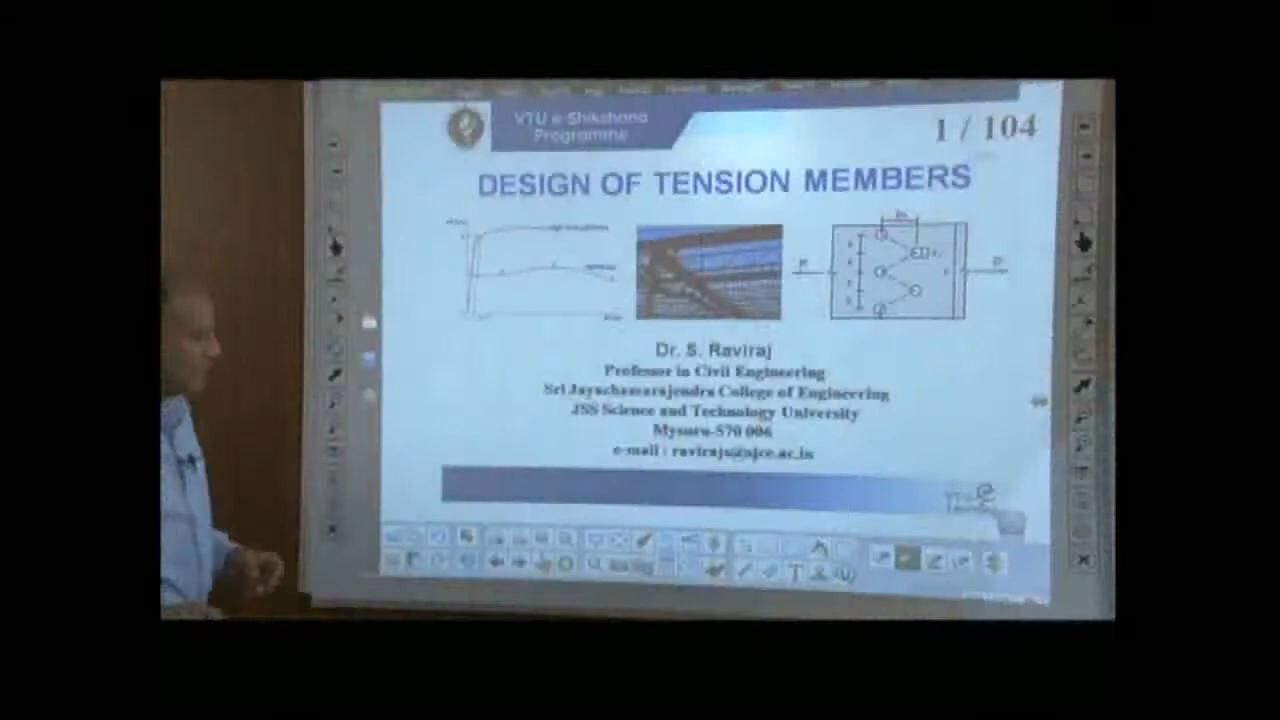 VTU e-Shikshana
Programme
1 / 104
DESIGN OF TENSION MEMBERS
P
P
Dr. S. Raviraj
Professor in Civil Engineering
Sri Jayachamarajendra College of Engineering
JSS Science and Technology University
Mysuru-570 006
e-mail : raviraj@sjce.ac.in